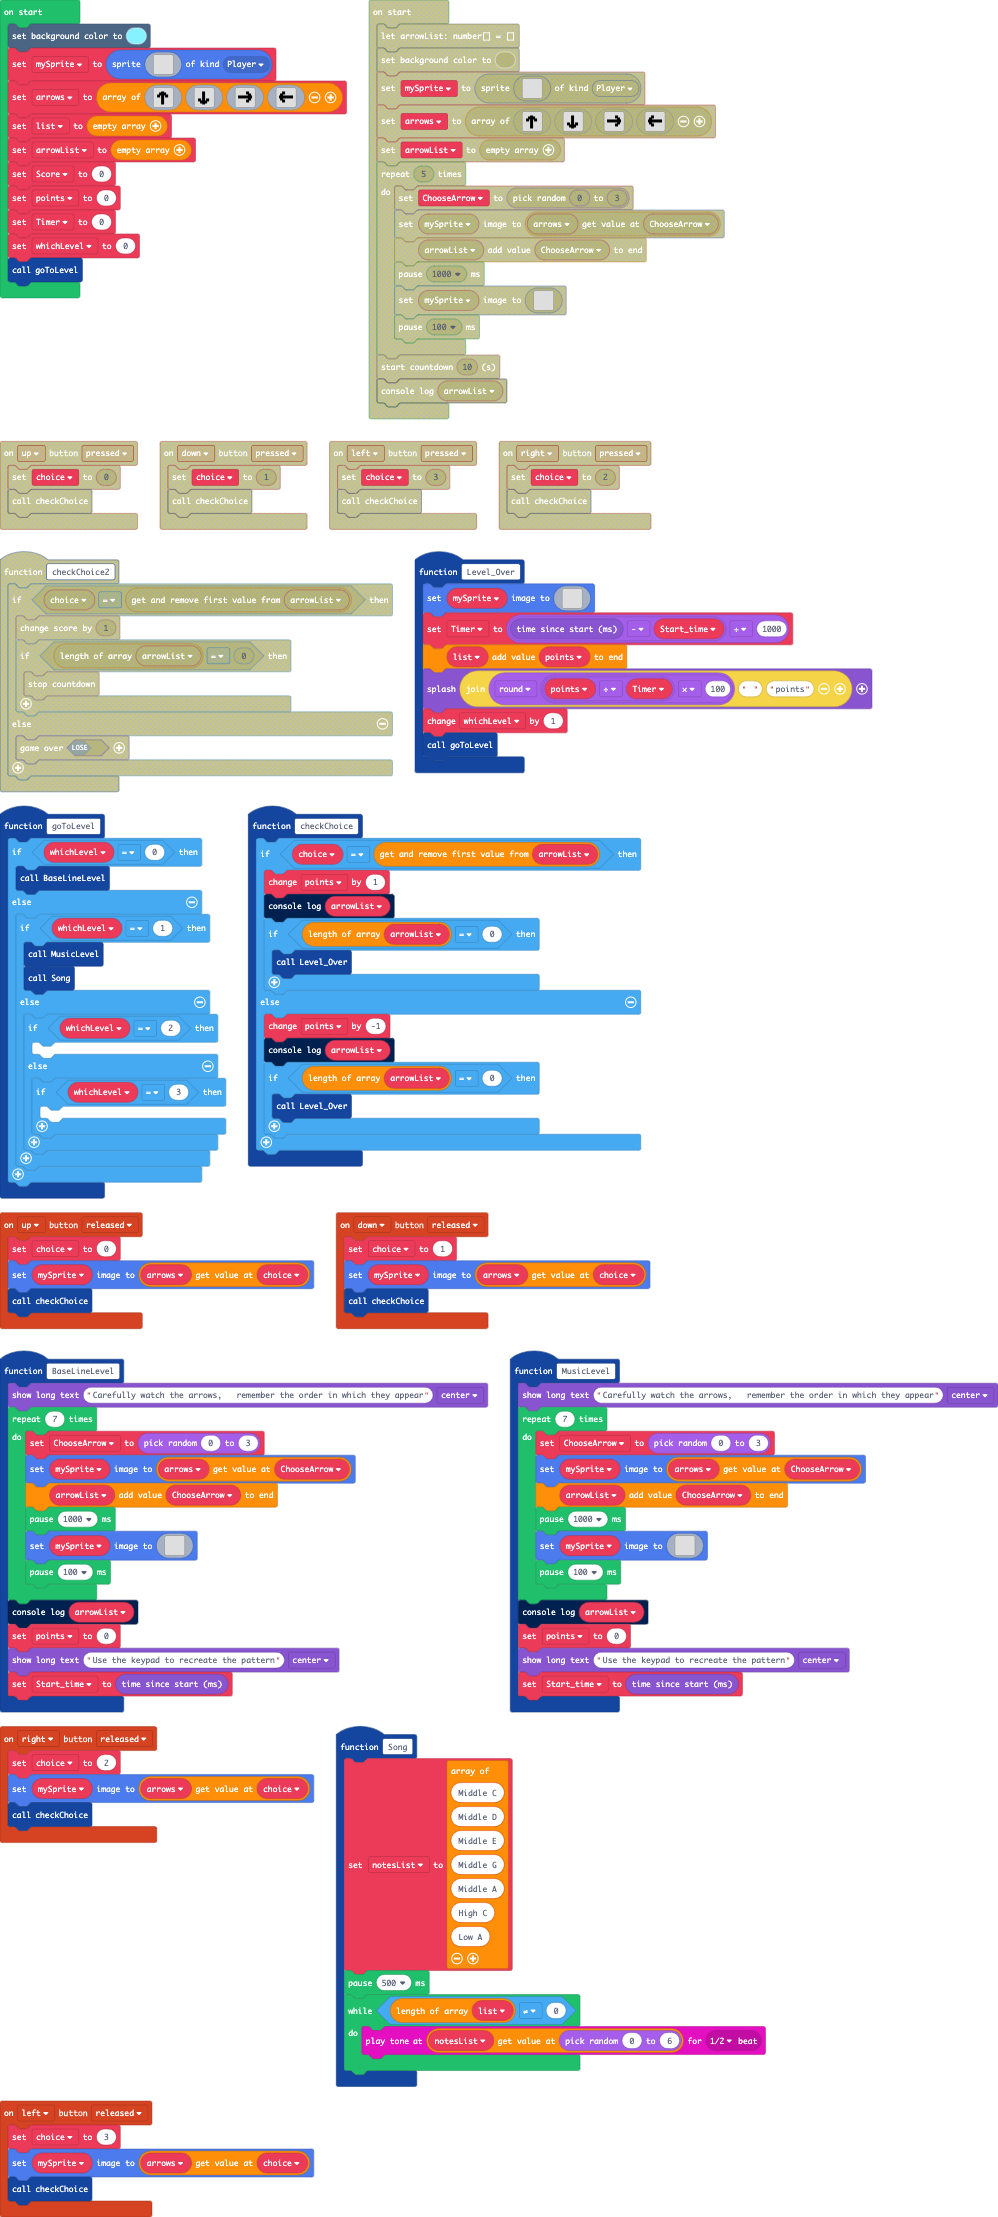 on start
set background color to
set mySprite to sprite of kind Player
set arrows to array of
set list to empty array
set arrowList to empty array
set Score to 0
set points to 0
set Timer to 0
set whichLevel to 0
call goToLevel
on start
let arrowList: number[] = []
set background color to
set mySprite to sprite of kind Player
set arrows to array of
set arrowList to empty array
repeat 5 times
do
set ChooseArrow to pick random 0 to 3
set mySprite image to arrows get value at ChooseArrow
arrowList add value ChooseArrow to end
pause 1000 ms
set mySprite image to
pause 100 ms
start countdown 10 (s)
console log arrowList
on up button pressed
set choice to 0
call checkChoice
on down button pressed
set choice to 1
call checkChoice
on left button pressed
set choice to 3
call checkChoice
on right button pressed
set choice to 2
call checkChoice
function checkChoice2
if choice = get and remove first value from arrowList then
change score by 1
if length of array arrowList = 0 then
stop countdown
else
game over LOSE
function Level_Over
set mySprite image to
set Timer to time since start (ms) - Start_time ÷ 1000
list add value points to end
splash join round points ÷ Timer × 100 " " "points"
change whichLevel by 1
call goToLevel
function goToLevel
if whichLevel = 0 then
call BaseLineLevel
else
if whichLevel = 1 then
call MusicLevel
call Song
else
if whichLevel = 2 then
else
if whichLevel = 3 then
function checkChoice
if choice = get and remove first value from arrowList then
change points by 1
console log arrowList
if length of array arrowList = 0 then
call Level_Over
else
change points by -1
console log arrowList
if length of array arrowList = 0 then
call Level_Over
on up button released
set choice to 0
set mySprite image to arrows get value at choice
call checkChoice
on down button released
set choice to 1
set mySprite image to arrows get value at choice
call checkChoice
function BaseLineLevel
show long text "Carefully watch the arrows,   remember the order in which they appear" center
repeat 7 times
do
set ChooseArrow to pick random 0 to 3
set mySprite image to arrows get value at ChooseArrow
arrowList add value ChooseArrow to end
pause 1000 ms
set mySprite image to
pause 100 ms
console log arrowList
set points to 0
show long text "Use the keypad to recreate the pattern" center
set Start_time to time since start (ms)
function MusicLevel
show long text "Carefully watch the arrows,   remember the order in which they appear" center
repeat 7 times
do
set ChooseArrow to pick random 0 to 3
set mySprite image to arrows get value at ChooseArrow
arrowList add value ChooseArrow to end
pause 1000 ms
set mySprite image to
pause 100 ms
console log arrowList
set points to 0
show long text "Use the keypad to recreate the pattern" center
set Start_time to time since start (ms)
on right button released
set choice to 2
set mySprite image to arrows get value at choice
call checkChoice
function Song
array of
Middle C
Middle D
Middle E
set notesList to Middle G
Middle A
High C
Low A
pause 500 ms
while length of array list ≠ 0
do
play tone at notesList get value at pick random 0 to 6 for 1/2 beat
on left button released
set choice to 3
set mySprite image to arrows get value at choice
call checkChoice